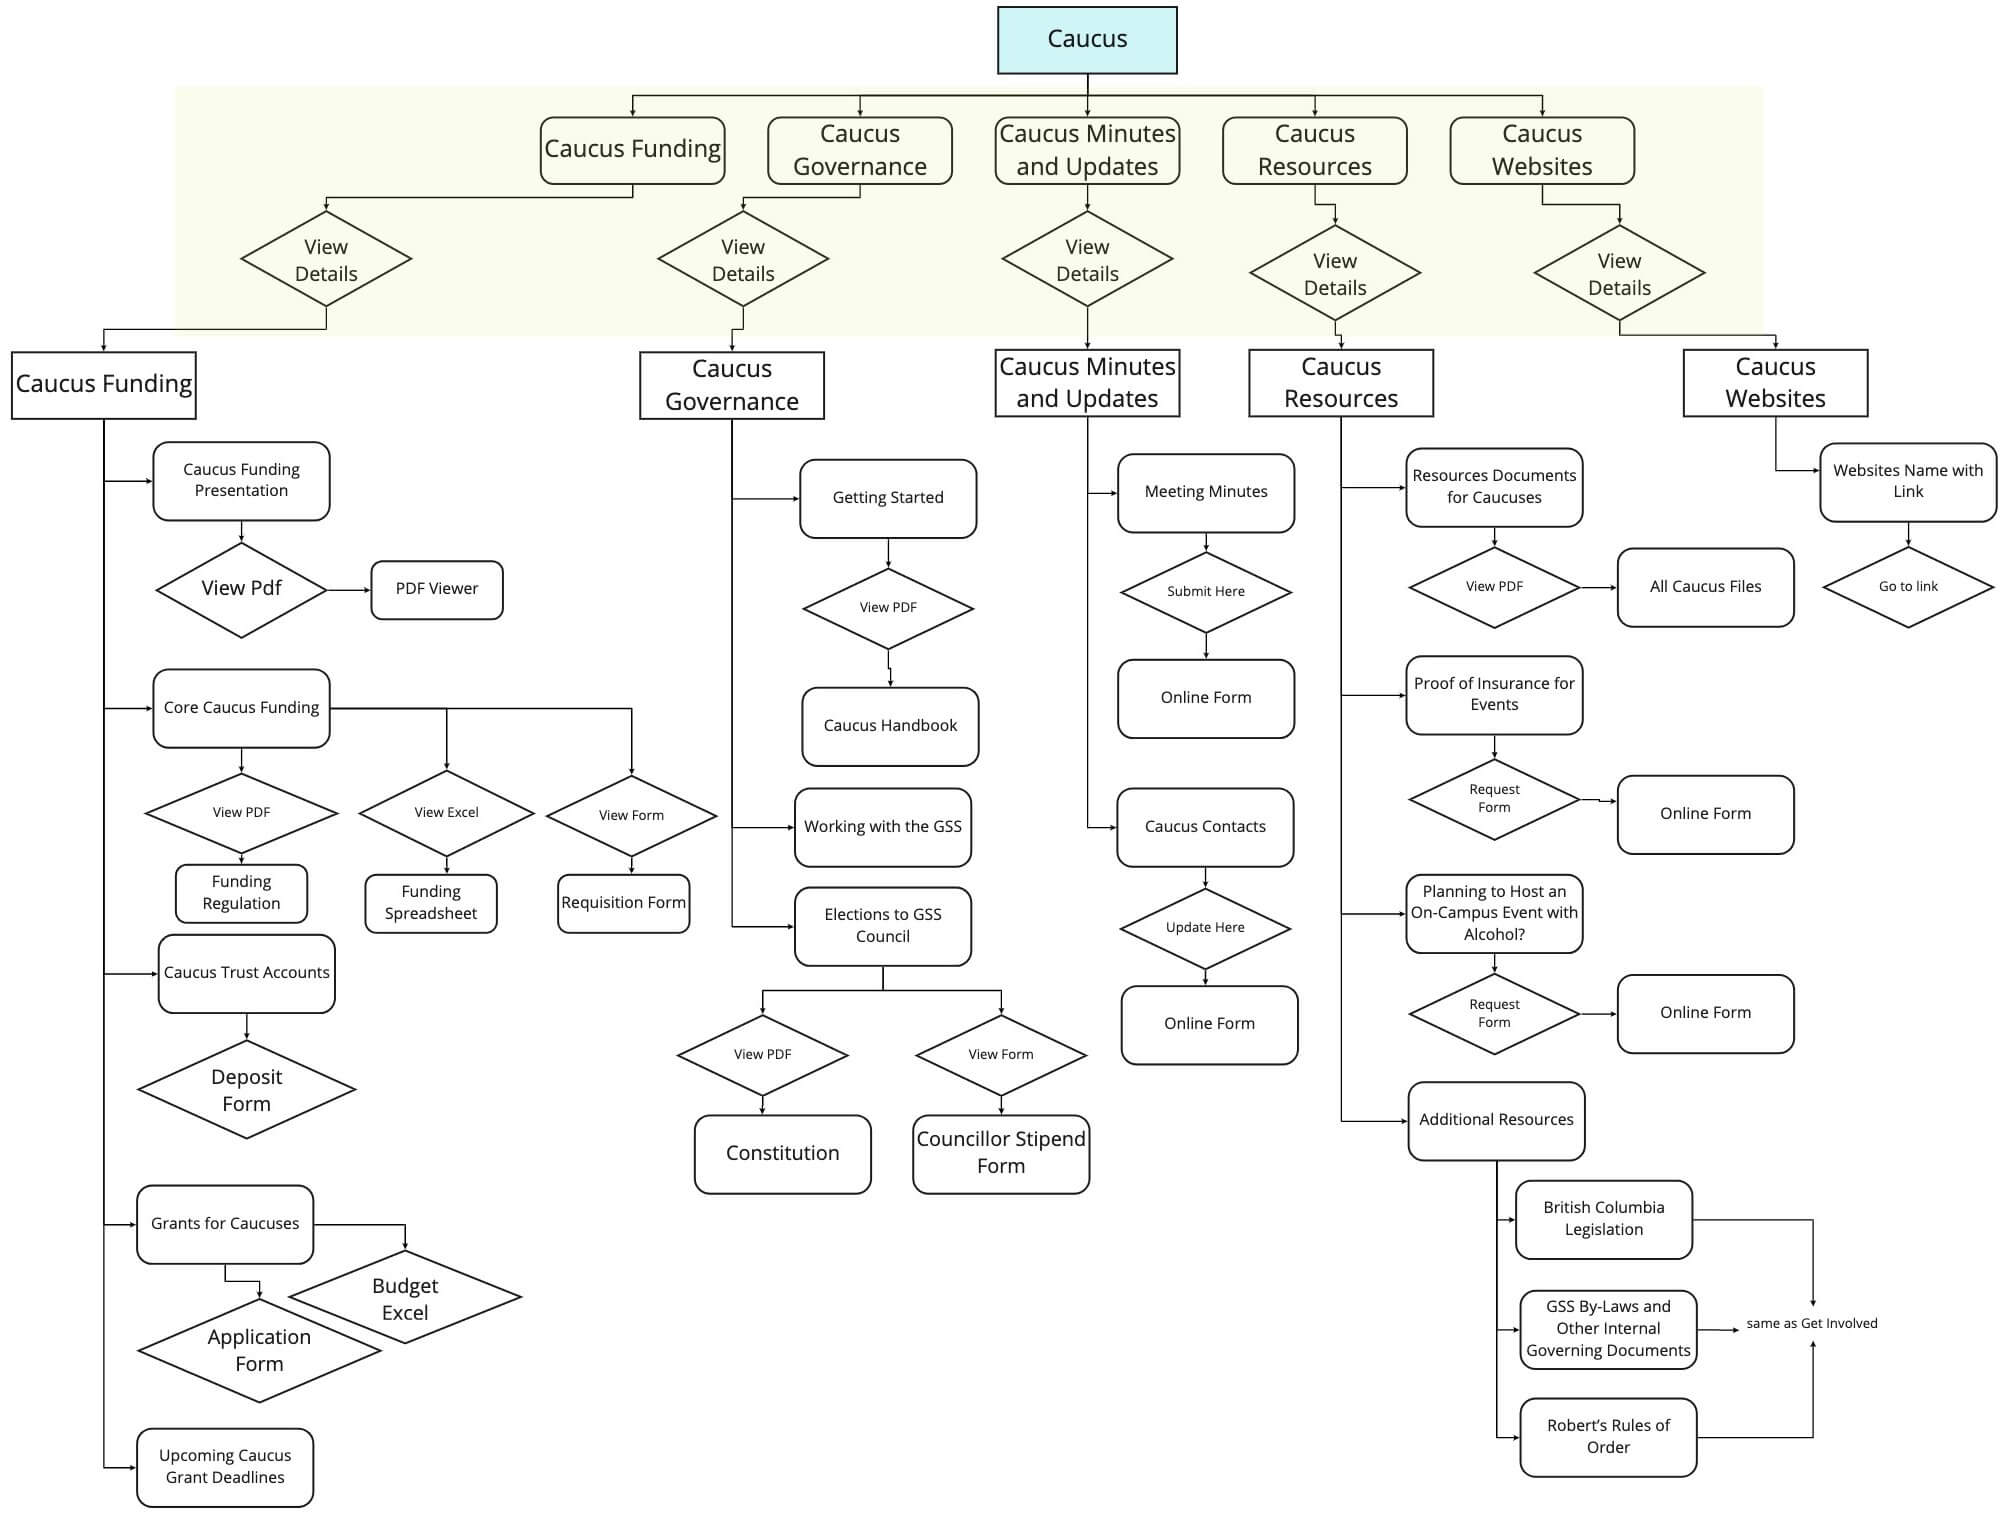 Caucus
Caucus Funding
Caucus
Governance
Caucus Minutes
and Updates
Caucus
Resources
Caucus
Websites
View
Details
View
Details
View
Details
View
Details
View
Details
Caucus Funding
Caucus
Governance
Caucus Minutes
and Updates
Caucus
Resources
Caucus
Websites
Caucus Funding
Presentation
View Pdf
PDF Viewer
Core Caucus Funding
View PDF
View Excel
View Form
Funding
Regulation
Funding
Spreadsheet
Requisition Form
Caucus Trust Accounts
Deposit
Form
Grants for Caucuses
Budget
Excel
Application
Form
Upcoming Caucus
Grant Deadlines
Getting Started
View PDF
Caucus Handbook
Working with the GSS
Elections to GSS
Council
View PDF
View Form
Constitution
Councillor Stipend
Form
Meeting Minutes
Submit Here
Online Form
Caucus Contacts
Update Here
Online Form
Resources Documents
for Caucuses
View PDF
All Caucus Files
Proof of Insurance for
Events
Request
Form
Online Form
Planning to Host an
On-Campus Event with
Alcohol?
Request
Form
Online Form
Additional Resources
British Columbia
Legislation
GSS By-Laws and
Other Internal
Governing Documents
same as Get Involved
Robert’s Rules of
Order
Websites Name with
Link
Go to link